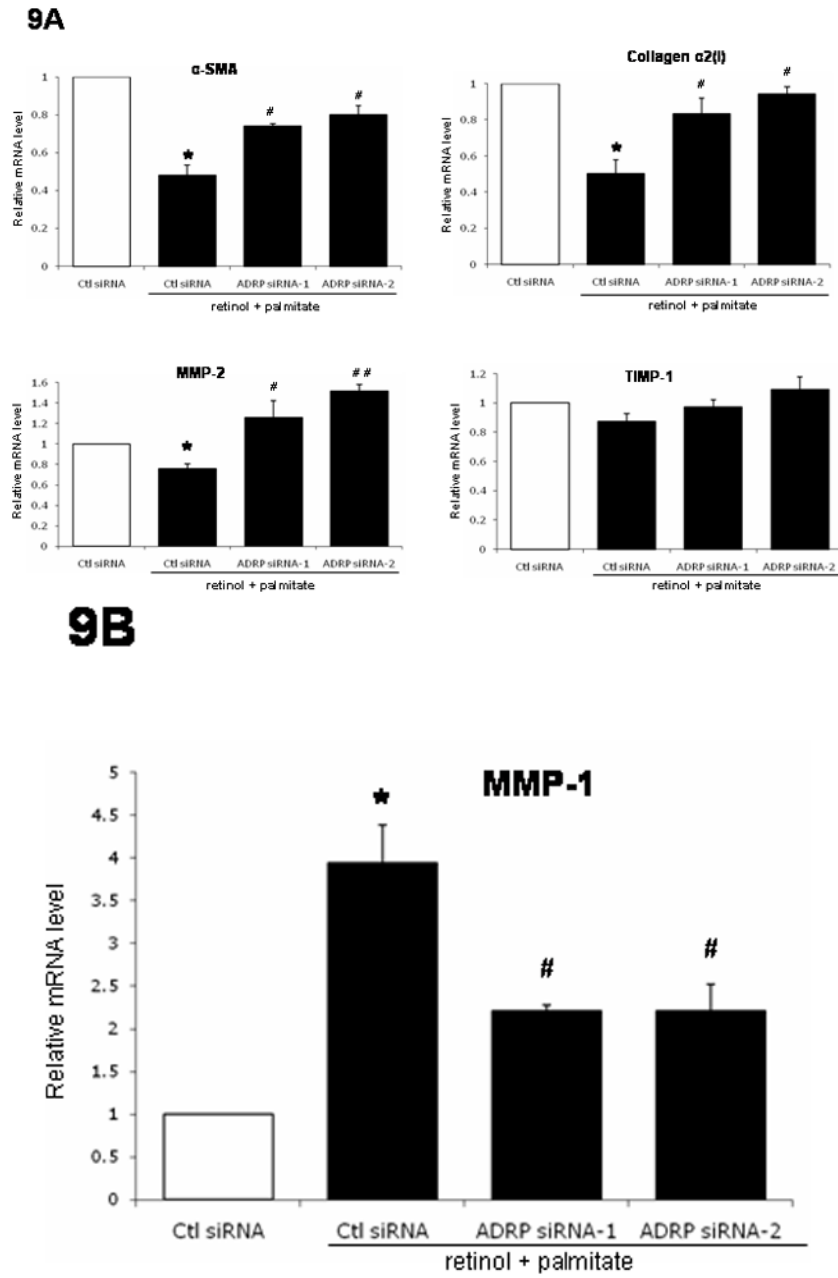 9A
α-SMA
Relative mRNA level
1
0.8
0.6
0.4
0.2
0
*
#
#
Ctl siRNA
Ctl siRNA
ADRP siRNA-1
ADRP siRNA-2
retinol + palmitate
Collagen α2(I)
Relative mRNA level
1
0.8
0.6
0.4
0.2
0
*
#
#
Ctl siRNA
Ctl siRNA
ADRP siRNA-1
ADRP siRNA-2
retinol + palmitate
MMP-2
Relative mRNA level
1.6
1.4
1.2
1
0.8
0.6
0.4
0.2
0
*
#
##
Ctl siRNA
Ctl siRNA
ADRP siRNA-1
ADRP siRNA-2
retinol + palmitate
TIMP-1
Relative mRNA level
1.2
1
0.8
0.6
0.4
0.2
0
Ctl siRNA
Ctl siRNA
ADRP siRNA-1
ADRP siRNA-2
retinol + palmitate
9B
MMP-1
Relative mRNA level
5
4.5
4
3.5
3
2.5
2
1.5
1
0.5
0
*
#
#
Ctl siRNA
Ctl siRNA
ADRP siRNA-1
ADRP siRNA-2
retinol + palmitate